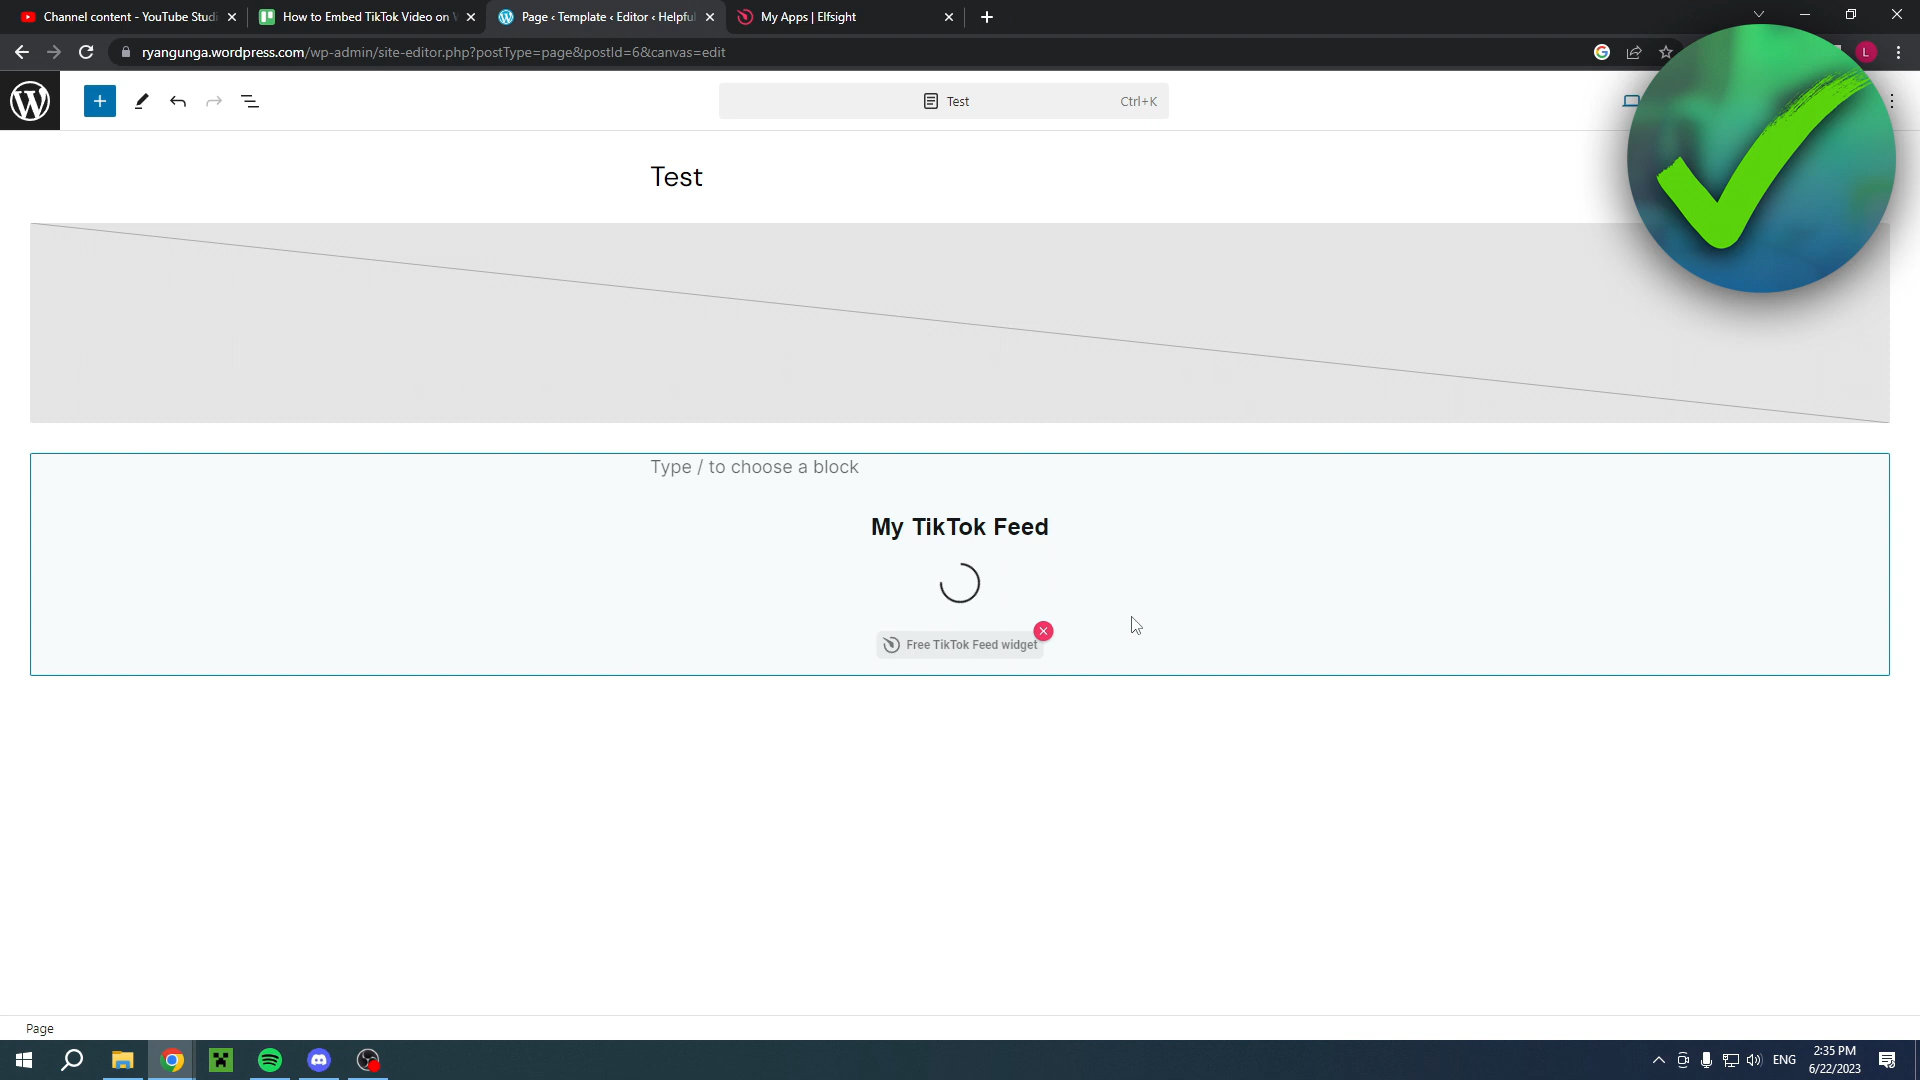 Channel content - YouTube Studi
How to Embed TikTok Video on
Page ‹ Template ‹ Editor ‹ Helpful
My Apps | Elfsight
ryangunga.wordpress.com/wp-admin/site-editor.php?postType=page&postId=6&canvas=edit
L
Test
Ctrl+K
Test
Type / to choose a block
My TikTok Feed
Free TikTok Feed widget
Page
ENG
2:35 PM
6/22/2023